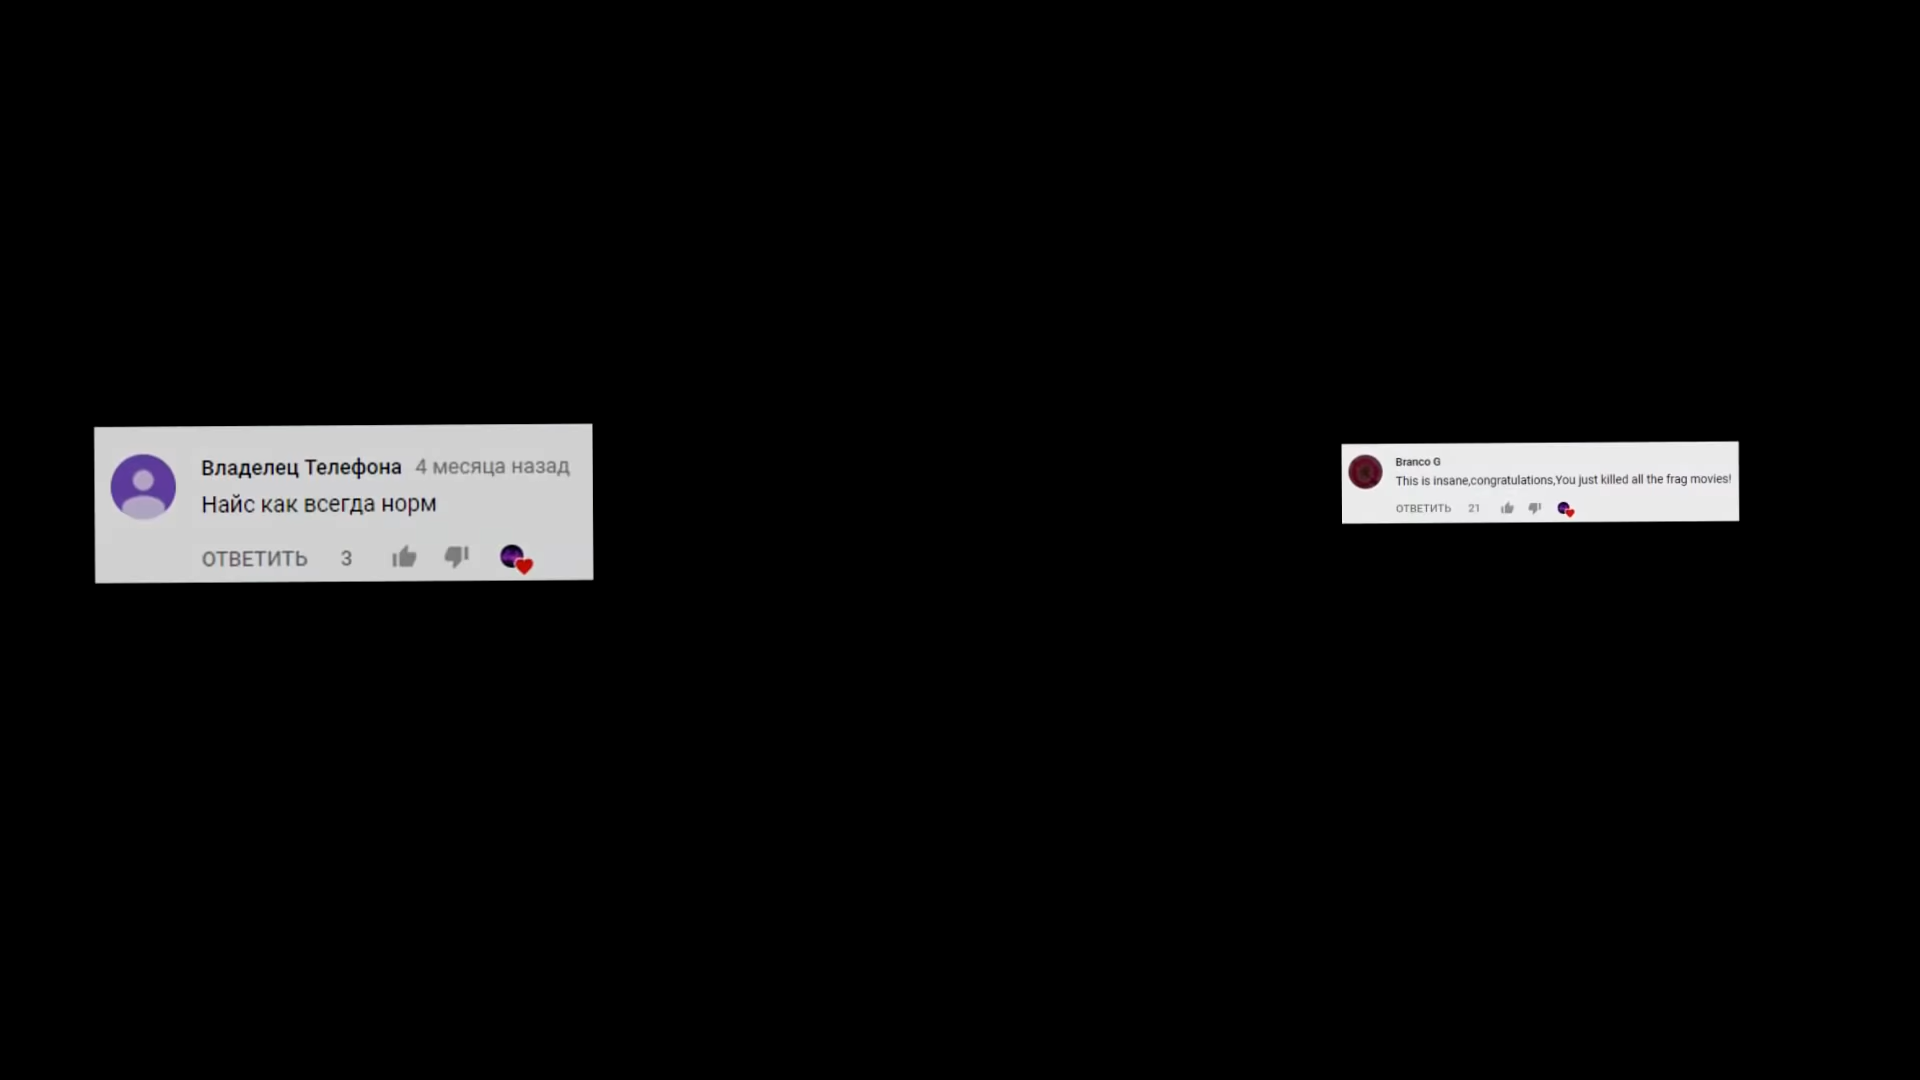 Владелец Телефона 4 месяца назад
Найс как всегда норм
ОТВЕТИТЬ 3
Branco G
This is insane,congratulations,You just killed all the frag movies!
ОТВЕТИТЬ 21